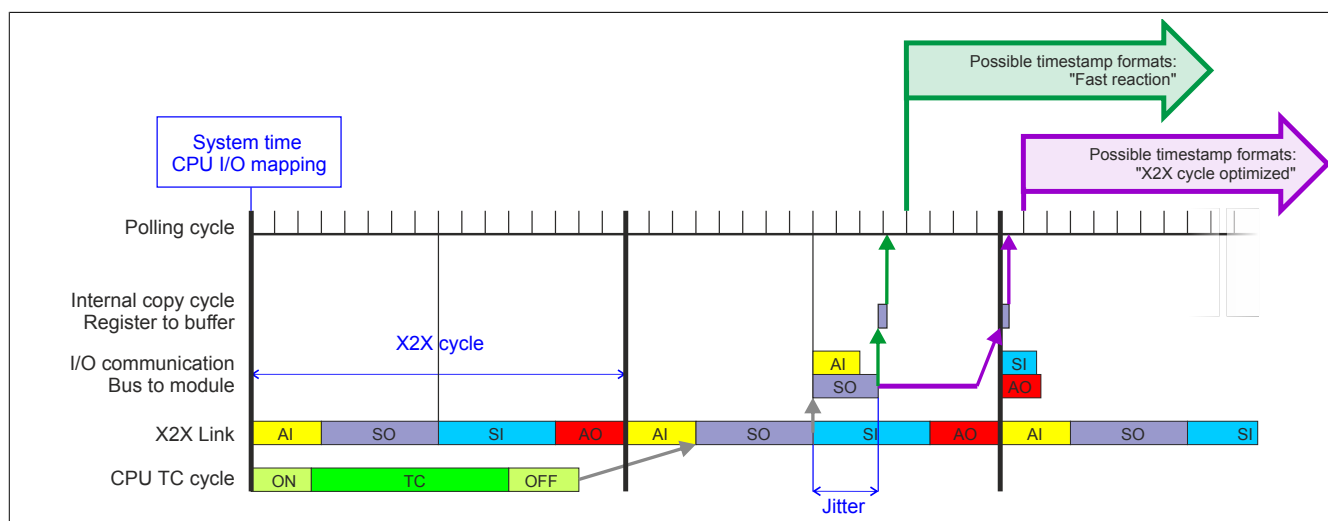 Possible timestamp formats:
"Fast reaction"
System time
CPU I/O mapping
Possible timestamp formats:
"X2X cycle optimized"
Polling cycle
Internal copy cycle
Register to buffer
X2X cycle
I/O communication
Bus to module
AI
SO
SI
AO
X2X Link
AI SO SI AO AI SO SI AO AI SO SI
CPU TC cycle
ON TC OFF
Jitter